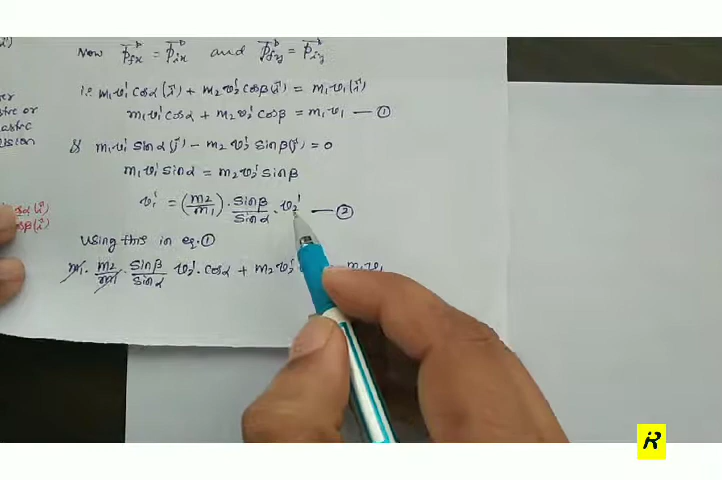 Now p⃗fx = p⃗ix and p⃗fy = p⃗iy
i.e m₁v₁' cosα (î) + m₂v₂' cosβ (î) = m₁v₁ (î)
m₁v₁' cosα + m₂v₂' cosβ = m₁v₁ — ①
& m₁v₁' sinα (ĵ) − m₂v₂' sinβ (ĵ) = 0
m₁v₁' sinα = m₂v₂' sinβ
v₁' = (m₂/m₁) · sinβ/sinα · v₂' — ②
Using this in eq. ①
m₁ · m₂/m₁ · sinβ/sinα v₂' · cosα + m₂v₂' m₁v₁
R